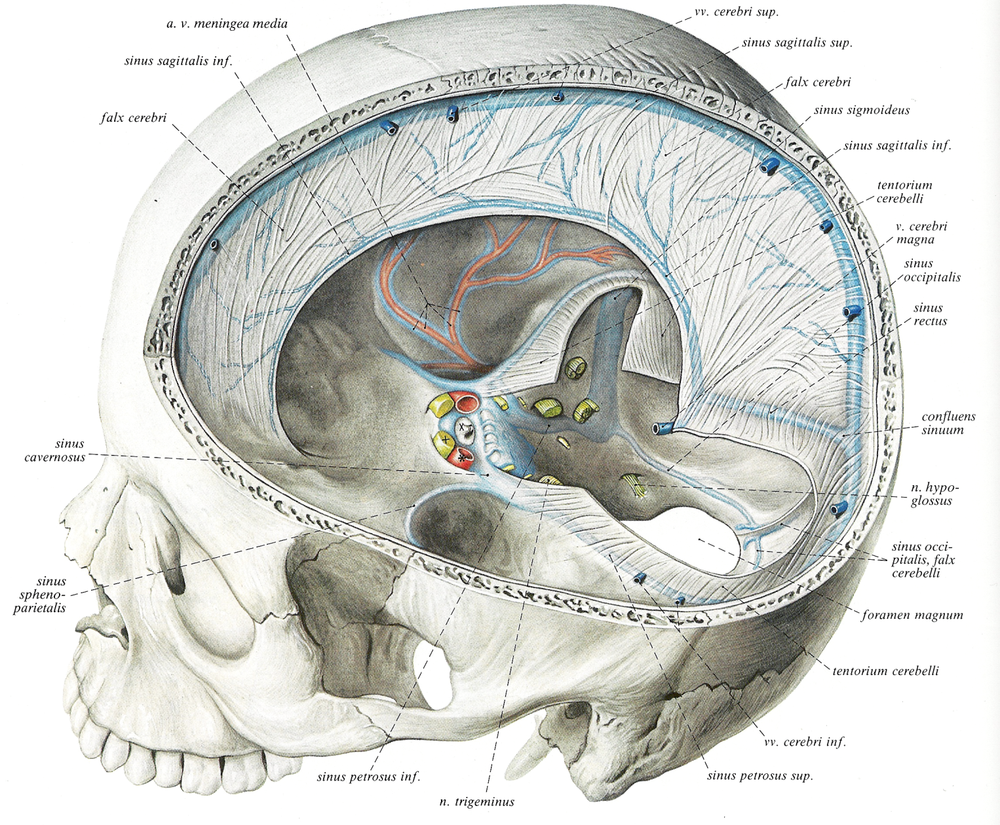 a. v. meningea media
sinus sagittalis inf.
falx cerebri
vv. cerebri sup.
sinus sagittalis sup.
falx cerebri
sinus sigmoideus
sinus sagittalis inf.
tentorium
cerebelli
v. cerebri
magna
sinus
occipitalis
sinus
rectus
confluens
sinuum
n. hypo-
glossus
sinus occi-
pitalis, falx
cerebelli
foramen magnum
tentorium cerebelli
vv. cerebri inf.
sinus petrosus sup.
n. trigeminus
sinus petrosus inf.
sinus
spheno-
parietalis
sinus
cavernosus